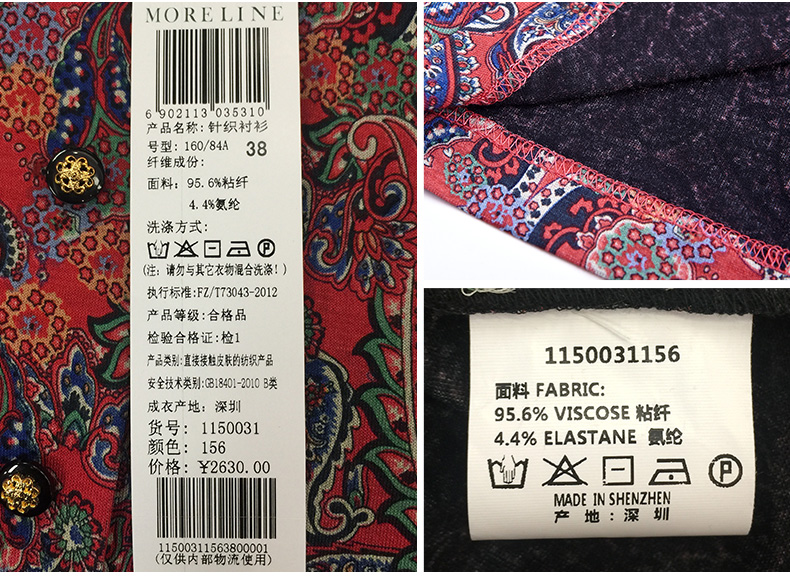 MORELINE
6 902113 035310
产品名称: 针织衬衫
号型: 160/84A 38
纤维成份:
面料: 95.6%粘纤
4.4%氨纶
洗涤方式:
P
(注: 请勿与其它衣物混合洗涤!)
执行标准:FZ/T73043-2012
产品等级:合格品
检验合格证:检1
产品类别:直接接触皮肤的纺织产品
安全技术类别:GB18401-2010 B类
成衣产地: 深圳
货号: 1150031
颜色: 156
价格: ¥2630.00
11500311563800001
(仅供内部物流使用)
1150031156
面料 FABRIC:
95.6% VISCOSE 粘纤
4.4% ELASTANE 氨纶
P
MADE IN SHENZHEN
产 地: 深 圳